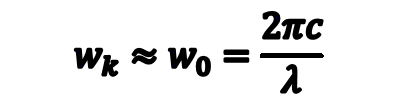 w_k ≈ w_0 = 2πc / λ